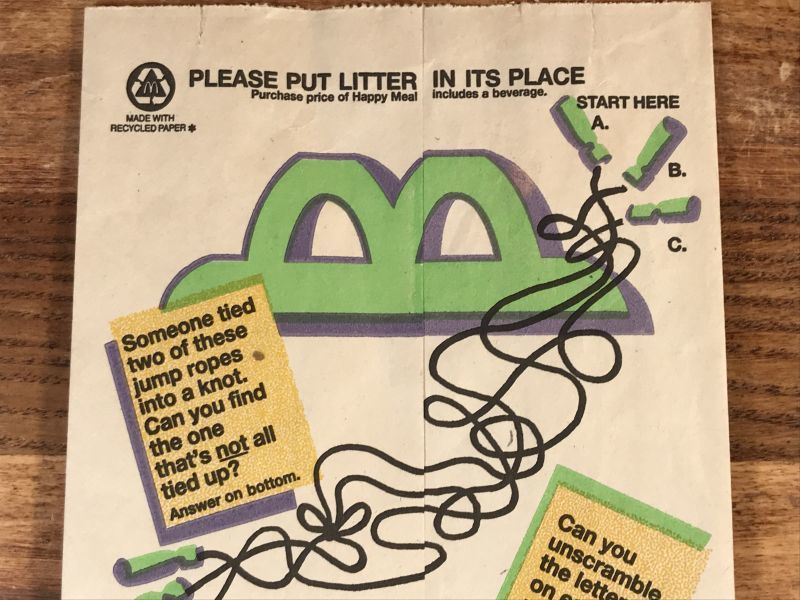 PLEASE PUT LITTER IN ITS PLACE
Purchase price of Happy Meal includes a beverage.
MADE WITH
RECYCLED PAPER *
START HERE
A.
B.
C.
Someone tied
two of these
jump ropes
into a knot.
Can you find
the one
that's not all
tied up?
Answer on bottom.
Can you
unscramble
the letter
on